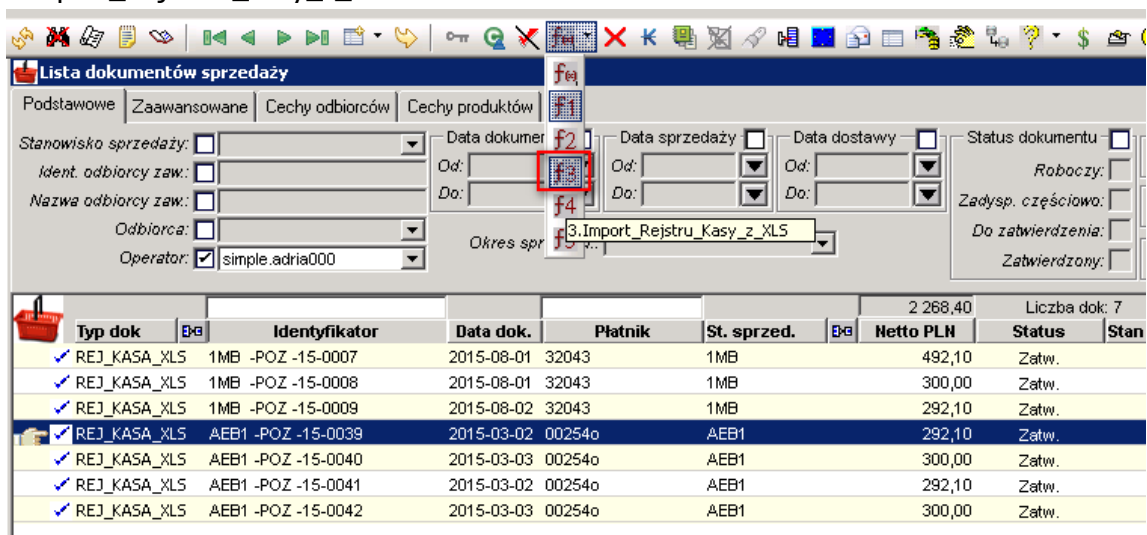 Lista dokumentów sprzedaży
Podstawowe Zaawansowane Cechy odbiorców Cechy produktów
f(x)
f1
f2
f3
f4
3.Import_Rejstru_Kasy_z_XLS
Stanowisko sprzedaży:
Ident. odbiorcy zaw.:
Nazwa odbiorcy zaw.:
Odbiorca:
Operator: simple.adria000
Od: Od: Od:
Do: Do: Do:
Data sprzedaży Data dostawy Status dokumentu
Roboczy:
Zadysp. częściowo:
Do zatwierdzenia:
Zatwierdzony:
2 268,40 Liczba dok: 7
Typ dok Identyfikator Data dok. Płatnik St. sprzed. Netto PLN Status Stan
REJ_KASA_XLS 1MB -POZ -15-0007 2015-08-01 32043 1MB 492,10 Zatw.
REJ_KASA_XLS 1MB -POZ -15-0008 2015-08-01 32043 1MB 300,00 Zatw.
REJ_KASA_XLS 1MB -POZ -15-0009 2015-08-02 32043 1MB 292,10 Zatw.
REJ_KASA_XLS AEB1 -POZ -15-0039 2015-03-02 00254o AEB1 292,10 Zatw.
REJ_KASA_XLS AEB1 -POZ -15-0040 2015-03-03 00254o AEB1 300,00 Zatw.
REJ_KASA_XLS AEB1 -POZ -15-0041 2015-03-02 00254o AEB1 292,10 Zatw.
REJ_KASA_XLS AEB1 -POZ -15-0042 2015-03-03 00254o AEB1 300,00 Zatw.